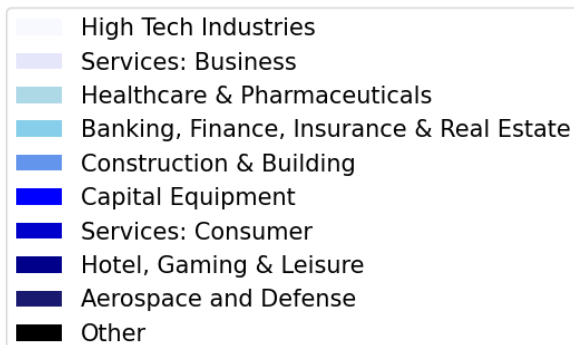 High Tech Industries
Services: Business
Healthcare & Pharmaceuticals
Banking, Finance, Insurance & Real Estate
Construction & Building
Capital Equipment
Services: Consumer
Hotel, Gaming & Leisure
Aerospace and Defense
Other